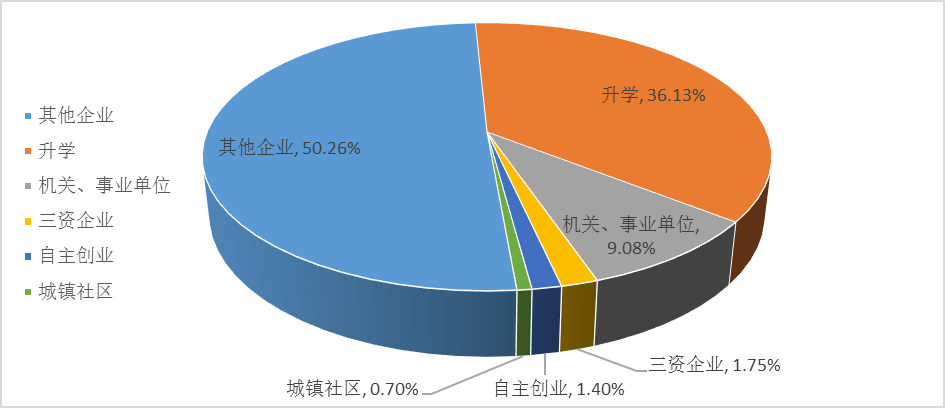 其他企业
升学
机关、事业单位
三资企业
自主创业
城镇社区
升学, 36.13%
其他企业, 50.26%
机关、事业单位,
9.08%
三资企业, 1.75%
自主创业, 1.40%
城镇社区, 0.70%